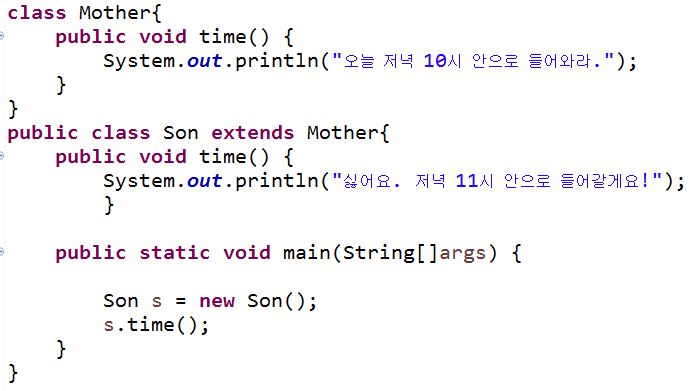 class Mother{
    public void time() {
        System.out.println("오늘 저녁 10시 안으로 들어와라.");
    }
}
public class Son extends Mother{
    public void time() {
        System.out.println("싫어요. 저녁 11시 안으로 들어갈게요!");
        }
    public static void main(String[]args) {
        Son s = new Son();
        s.time();
    }
}